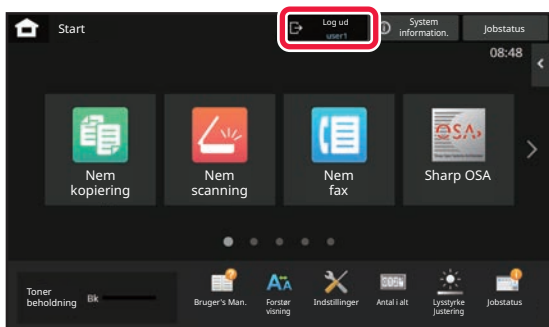 Start
Log ud
user1
System
information.
Jobstatus
08:48
Nem
kopiering
Nem
scanning
Nem
fax
OSA
Sharp OSA
Toner
beholdning
Bk
Bruger's Man.
Forstør
visning
Indstillinger
Antal i alt
Lysstyrke
Justering
Jobstatus